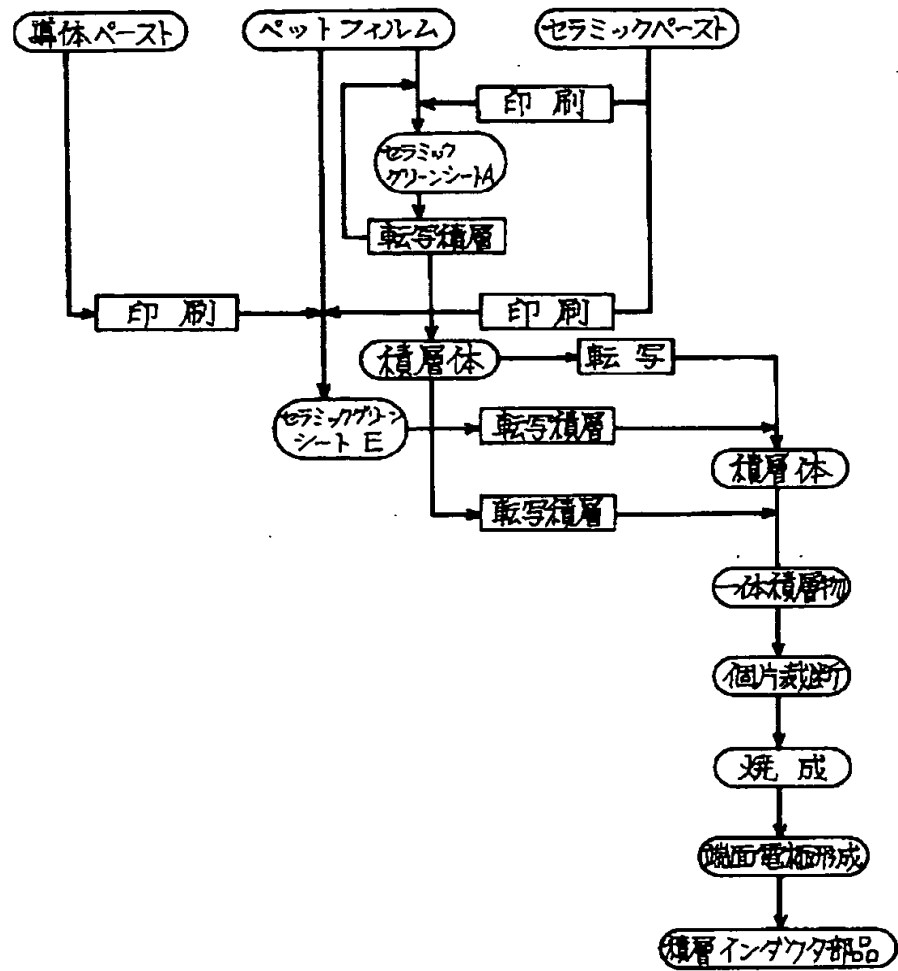 導体ペースト
ペットフィルム
セラミックペースト
印刷
セラミック
グリーンシートA
転写積層
印刷
印刷
積層体
転写
セラミックグリーン
シートE
転写積層
積層体
転写積層
一体積層物
個片裁断
焼成
端面電極形成
積層インダクタ部品